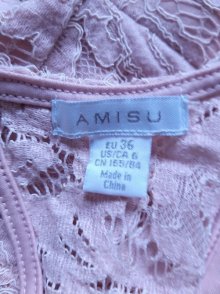 AMISU
EU 36
US/CA 6
CN 165/84
Made in
China